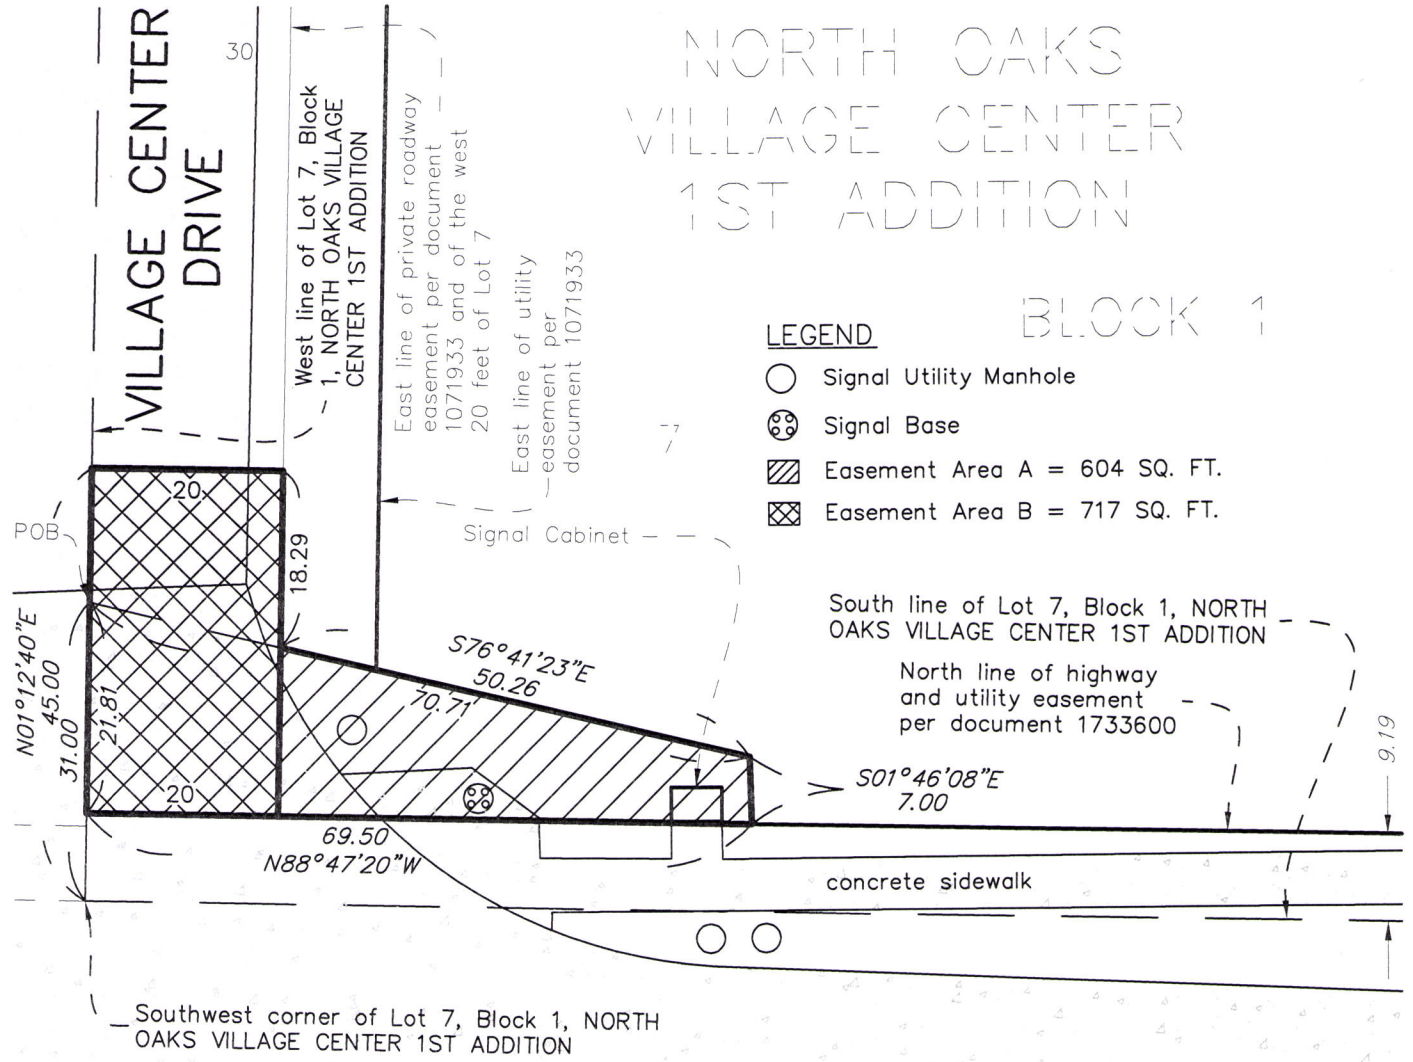 VILLAGE CENTER
DRIVE
30
West line of Lot 7, Block
1, NORTH OAKS VILLAGE
CENTER 1ST ADDITION
East line of private roadway
easement per document
1071933 and of the west
20 feet of Lot 7
East line of utility
easement per
document 1071933
NORTH OAKS
VILLAGE CENTER
1ST ADDITION
BLOCK 1
LEGEND
Signal Utility Manhole
Signal Base
Easement Area A = 604 SQ. FT.
Easement Area B = 717 SQ. FT.
7
20
POB
18.29
Signal Cabinet
South line of Lot 7, Block 1, NORTH
OAKS VILLAGE CENTER 1ST ADDITION
North line of highway
and utility easement
per document 1733600
N01°12'40"E
45.00
31.00
21.81
S76°41'23"E
50.26
70.71
20
S01°46'08"E
7.00
9.19
69.50
N88°47'20"W
concrete sidewalk
Southwest corner of Lot 7, Block 1, NORTH
OAKS VILLAGE CENTER 1ST ADDITION